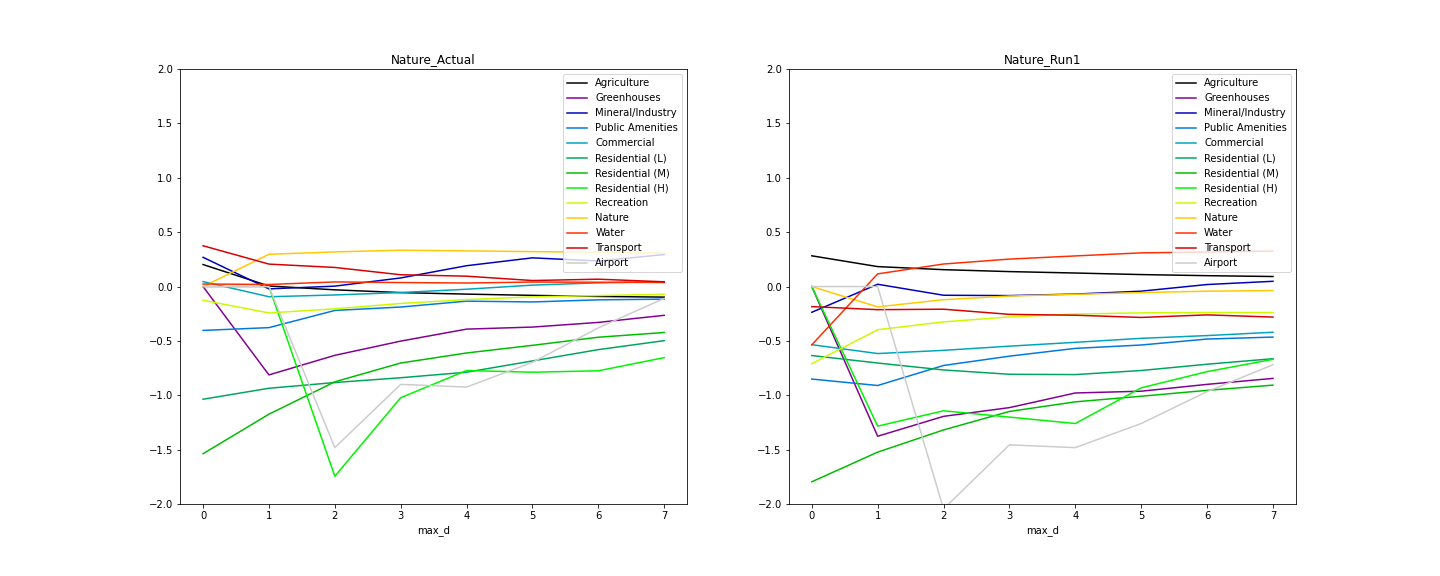 Nature_Actual
2.0
1.5
1.0
0.5
0.0
−0.5
−1.0
−1.5
−2.0
0 1 2 3 4 5 6 7
max_d
Agriculture
Greenhouses
Mineral/Industry
Public Amenities
Commercial
Residential (L)
Residential (M)
Residential (H)
Recreation
Nature
Water
Transport
Airport
Nature_Run1
2.0
1.5
1.0
0.5
0.0
−0.5
−1.0
−1.5
−2.0
0 1 2 3 4 5 6 7
max_d
Agriculture
Greenhouses
Mineral/Industry
Public Amenities
Commercial
Residential (L)
Residential (M)
Residential (H)
Recreation
Nature
Water
Transport
Airport